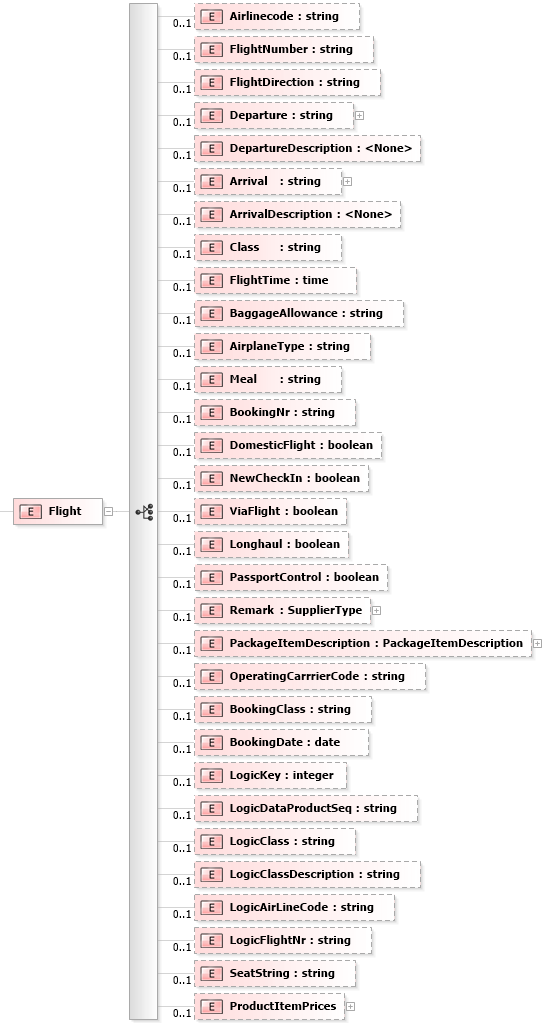 E Airlinecode : string
0..1
E FlightNumber : string
0..1
E FlightDirection : string
0..1
E Departure : string
0..1
E DepartureDescription : <None>
0..1
E Arrival : string
0..1
E ArrivalDescription : <None>
0..1
E Class : string
0..1
E FlightTime : time
0..1
E BaggageAllowance : string
0..1
E AirplaneType : string
0..1
E Meal : string
0..1
E BookingNr : string
0..1
E DomesticFlight : boolean
0..1
E NewCheckIn : boolean
0..1
E Flight
E ViaFlight : boolean
0..1
E Longhaul : boolean
0..1
E PassportControl : boolean
0..1
E Remark : SupplierType
0..1
E PackageItemDescription : PackageItemDescription
0..1
E OperatingCarrrierCode : string
0..1
E BookingClass : string
0..1
E BookingDate : date
0..1
E LogicKey : integer
0..1
E LogicDataProductSeq : string
0..1
E LogicClass : string
0..1
E LogicClassDescription : string
0..1
E LogicAirLineCode : string
0..1
E LogicFlightNr : string
0..1
E SeatString : string
0..1
E ProductItemPrices
0..1